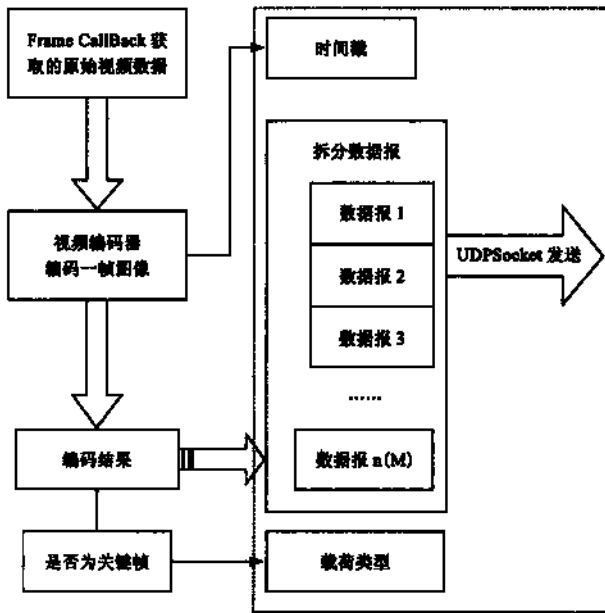 Frame CallBack 获
取的原始视频数据
时间戳
拆分数据报
数据报 1
视频编码器
编码一帧图像
数据报 2
UDPSocket 发送
数据报 3
......
编码结果
数据报 n(M)
是否为关键帧
载荷类型